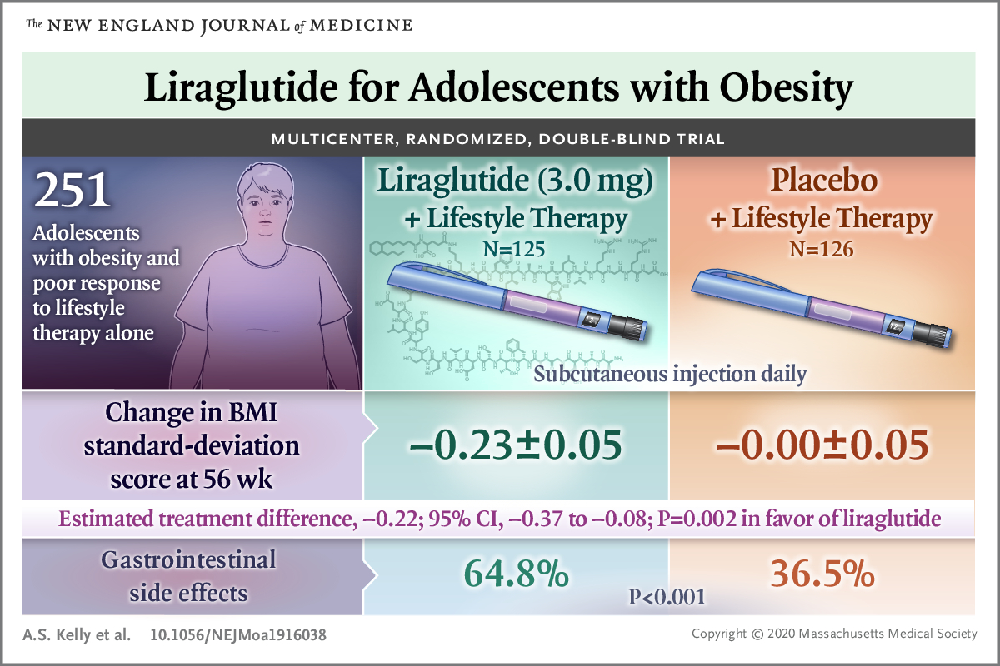 The NEW ENGLAND JOURNAL of MEDICINE
Liraglutide for Adolescents with Obesity
MULTICENTER, RANDOMIZED, DOUBLE-BLIND TRIAL
251
Adolescents
with obesity and
poor response
to lifestyle
therapy alone
Liraglutide (3.0 mg)
+ Lifestyle Therapy
N=125
Placebo
+ Lifestyle Therapy
N=126
Subcutaneous injection daily
Change in BMI
standard-deviation
score at 56 wk
–0.23±0.05
–0.00±0.05
Estimated treatment difference, –0.22; 95% CI, –0.37 to –0.08; P=0.002 in favor of liraglutide
Gastrointestinal
side effects
64.8%
36.5%
P<0.001
A.S. Kelly et al. 10.1056/NEJMoa1916038
Copyright © 2020 Massachusetts Medical Society